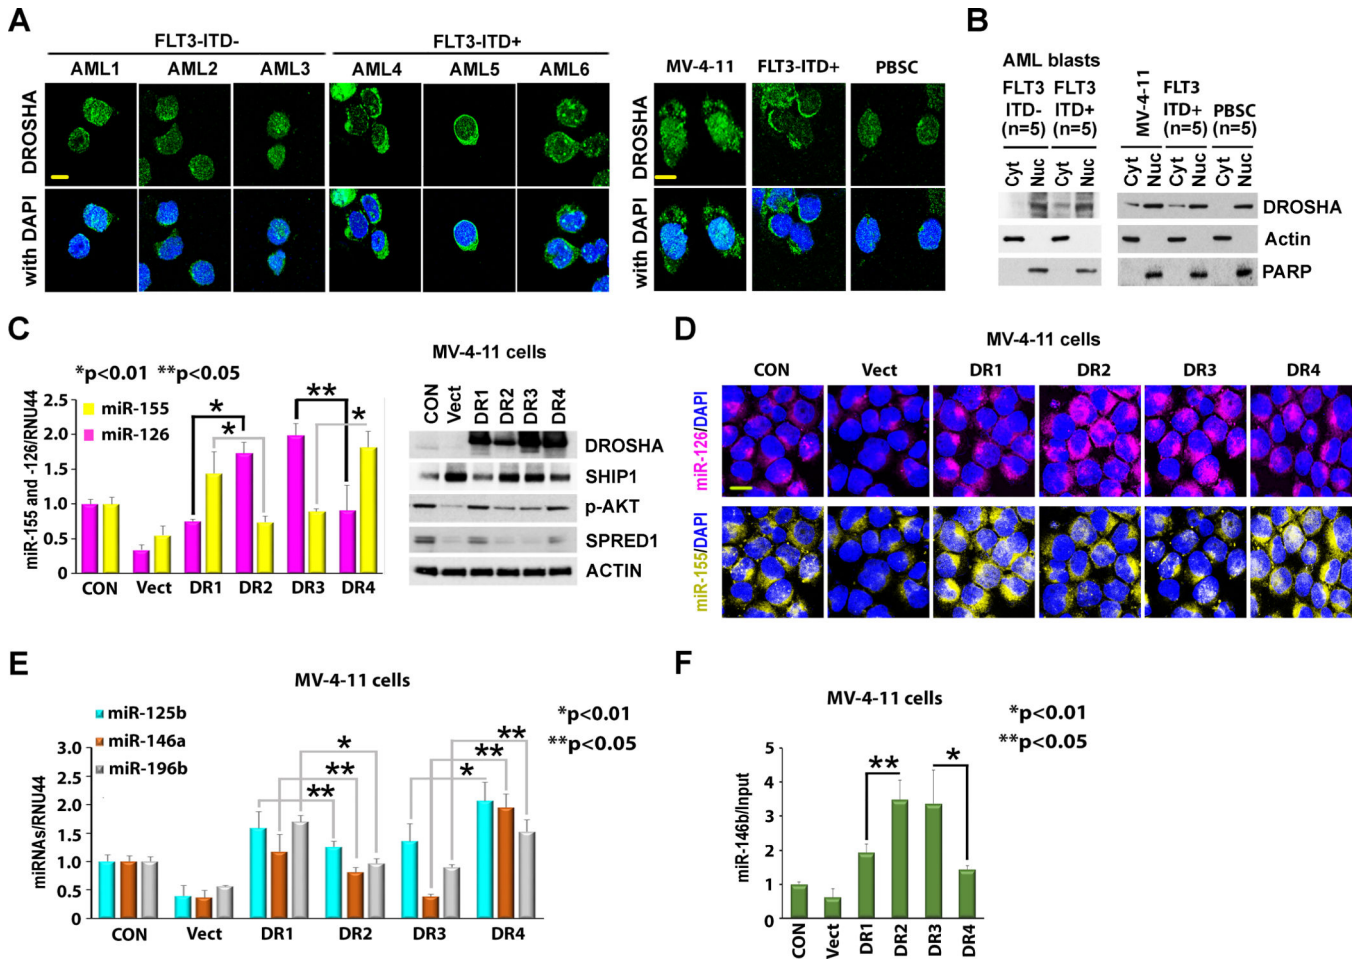 A
FLT3-ITD- FLT3-ITD+
AML1 AML2 AML3 AML4 AML5 AML6 MV-4-11 FLT3-ITD+ PBSC
DROSHA
with DAPI
DROSHA
with DAPI
B
AML blasts
FLT3 FLT3
ITD- ITD+
(n=5) (n=5)
MV-4-11
FLT3
ITD+ PBSC
(n=5) (n=5)
Cyt Nuc Cyt Nuc Cyt Nuc Cyt Nuc Cyt Nuc
DROSHA
Actin
PARP
C
*p<0.01 **p<0.05
miR-155
miR-126
miR-155 and -126/RNU44
2.5
2.0
1.5
1.0
0.5
0
* * ** *
CON Vect DR1 DR2 DR3 DR4
MV-4-11 cells
CON Vect DR1 DR2 DR3 DR4
DROSHA
SHIP1
p-AKT
SPRED1
ACTIN
D
MV-4-11 cells
CON Vect DR1 DR2 DR3 DR4
miR-126/DAPI
miR-155/DAPI
E
MV-4-11 cells
miR-125b
miR-146a
miR-196b
*p<0.01
**p<0.05
miRNAs/RNU44
3.0
2.5
2.0
1.5
1.0
0.5
0
* ** ** ** ** *
CON Vect DR1 DR2 DR3 DR4
F
MV-4-11 cells
*p<0.01
**p<0.05
miR-146b/Input
5
4
3
2
1
0
** *
CON Vect DR1 DR2 DR3 DR4